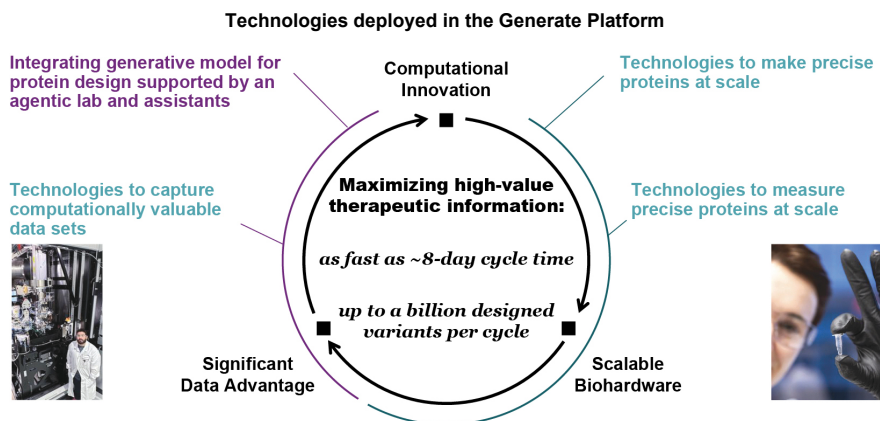 Technologies deployed in the Generate Platform
Integrating generative model for
protein design supported by an
agentic lab and assistants
Computational
Innovation
Technologies to make precise
proteins at scale
Technologies to capture
computationally valuable
data sets
Maximizing high-value
therapeutic information:
as fast as ~8-day cycle time
up to a billion designed
variants per cycle
Technologies to measure
precise proteins at scale
Significant
Data Advantage
Scalable
Biohardware